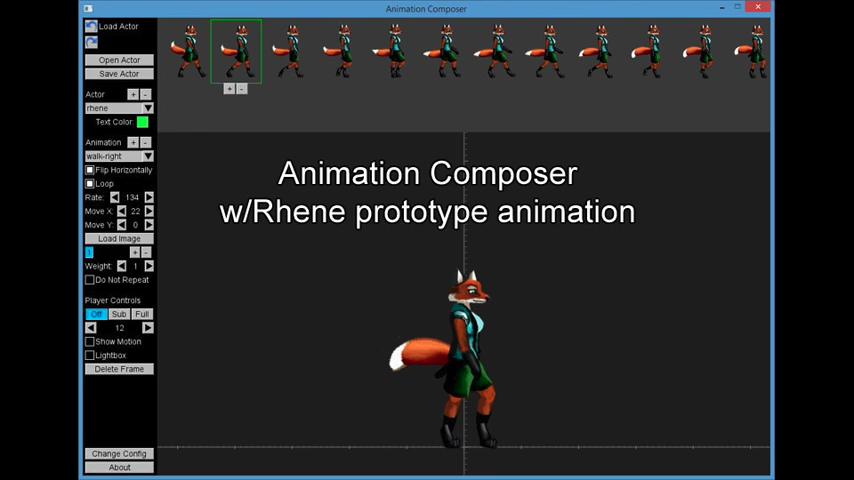 Animation Composer
Load Actor
Open Actor
Save Actor
Actor + -
rhene
Text Color:
Animation + -
walk-right
Flip Horizontally
Loop
Rate: 134
Move X: 22
Move Y: 0
Load Image
1 + -
Weight: 1
Do Not Repeat
Player Controls
Off Sub Full
12
Show Motion
Lightbox
Delete Frame
Change Config
About
+ -
Animation Composer
w/Rhene prototype animation